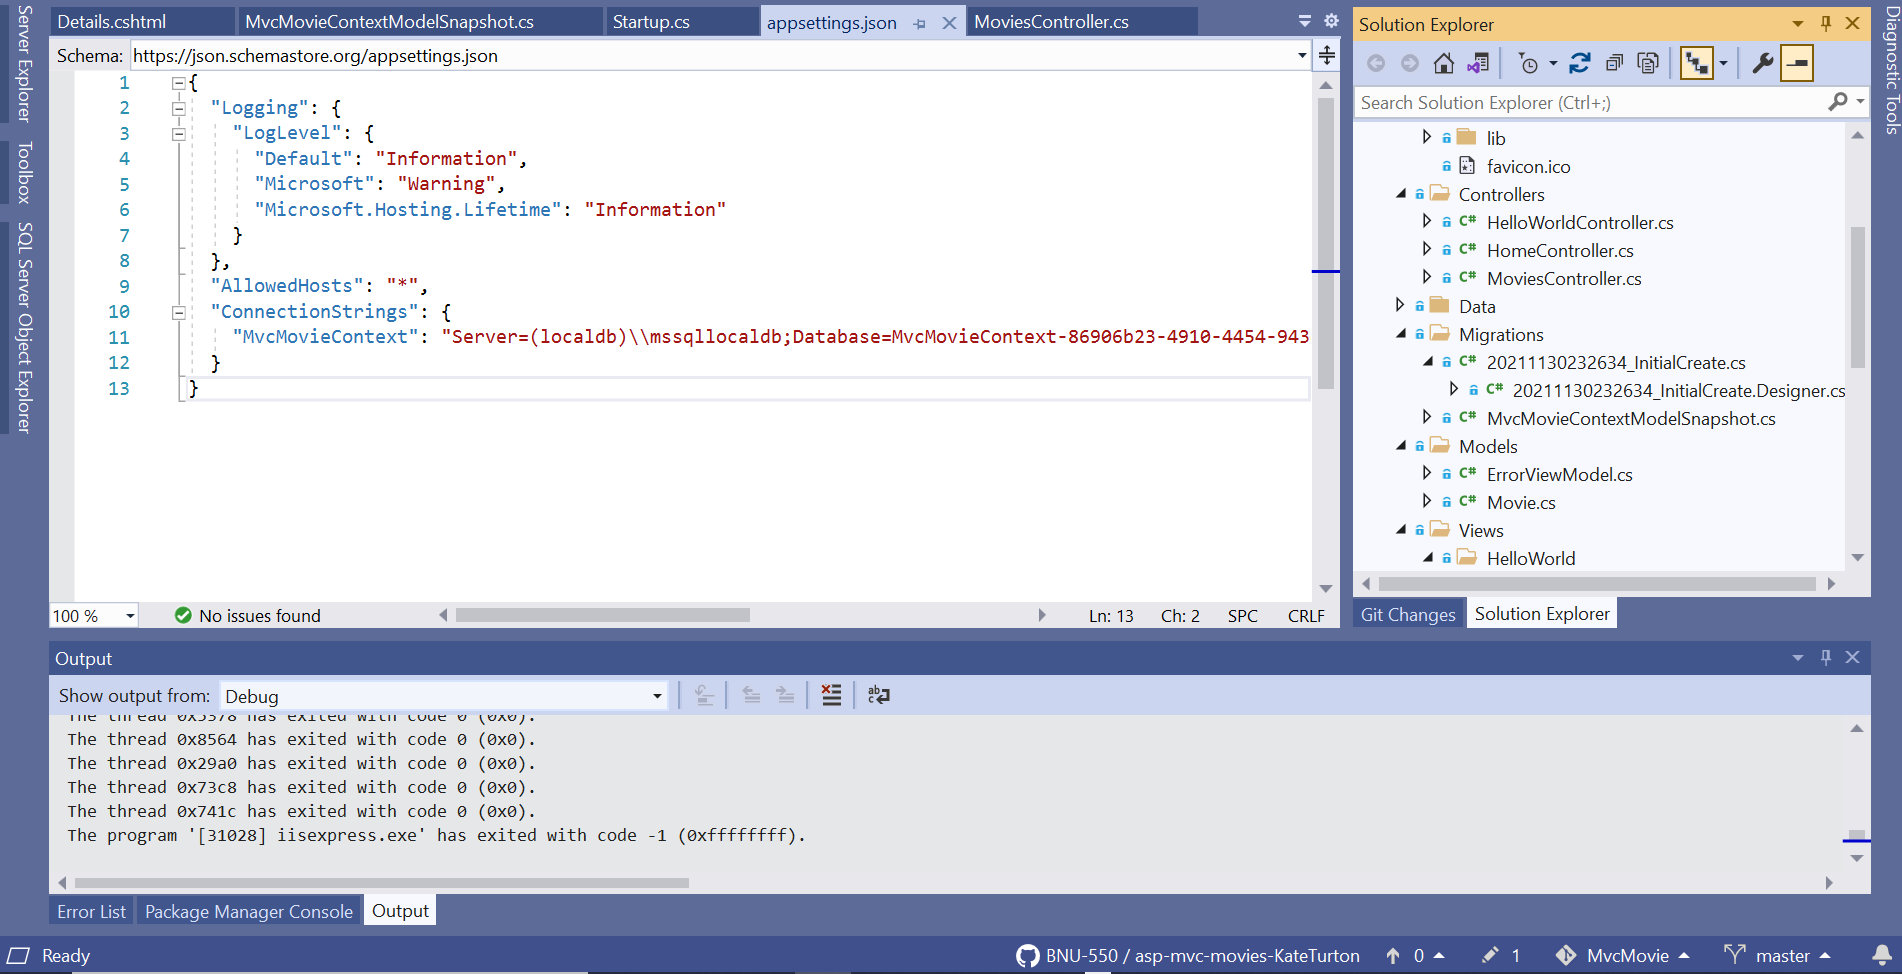 Server Explorer
Toolbox
SQL Server Object Explorer
Details.cshtml
MvcMovieContextModelSnapshot.cs
Startup.cs
appsettings.json
MoviesController.cs
Schema: https://json.schemastore.org/appsettings.json
1 {
2 "Logging": {
3 "LogLevel": {
4 "Default": "Information",
5 "Microsoft": "Warning",
6 "Microsoft.Hosting.Lifetime": "Information"
7 }
8 },
9 "AllowedHosts": "*",
10 "ConnectionStrings": {
11 "MvcMovieContext": "Server=(localdb)\\mssqllocaldb;Database=MvcMovieContext-86906b23-4910-4454-943
12 }
13 }
100 %
No issues found
Ln: 13 Ch: 2 SPC CRLF
Solution Explorer
Search Solution Explorer (Ctrl+;)
lib
favicon.ico
Controllers
C# HelloWorldController.cs
C# HomeController.cs
C# MoviesController.cs
Data
Migrations
C# 20211130232634_InitialCreate.cs
C# 20211130232634_InitialCreate.Designer.cs
C# MvcMovieContextModelSnapshot.cs
Models
C# ErrorViewModel.cs
C# Movie.cs
Views
HelloWorld
Git Changes
Solution Explorer
Diagnostic Tools
Output
Show output from: Debug
The thread 0x5378 has exited with code 0 (0x0).
The thread 0x8564 has exited with code 0 (0x0).
The thread 0x29a0 has exited with code 0 (0x0).
The thread 0x73c8 has exited with code 0 (0x0).
The thread 0x741c has exited with code 0 (0x0).
The program '[31028] iisexpress.exe' has exited with code -1 (0xffffffff).
Error List
Package Manager Console
Output
Ready
BNU-550 / asp-mvc-movies-KateTurton
0
1
MvcMovie
master